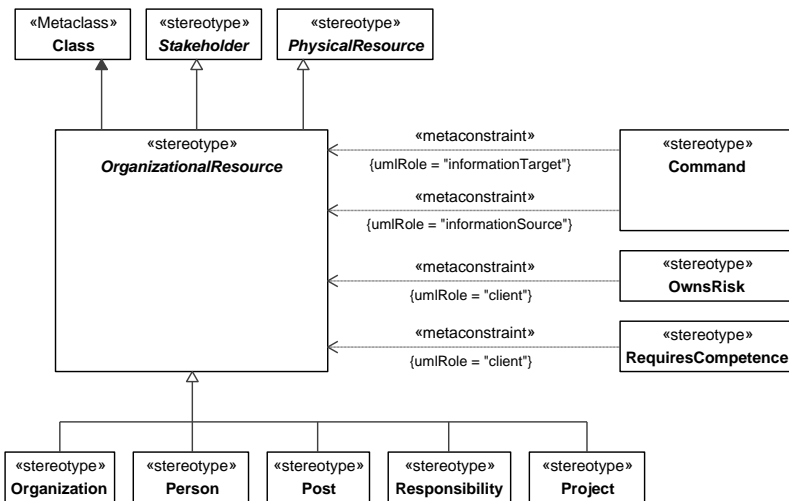 «Metaclass»
Class
«stereotype»
Stakeholder
«stereotype»
PhysicalResource
«stereotype»
OrganizationalResource
«metaconstraint»
{umlRole = "informationTarget"}
«metaconstraint»
{umlRole = "informationSource"}
«stereotype»
Command
«metaconstraint»
{umlRole = "client"}
«stereotype»
OwnsRisk
«metaconstraint»
{umlRole = "client"}
«stereotype»
RequiresCompetence
«stereotype»
Organization
«stereotype»
Person
«stereotype»
Post
«stereotype»
Responsibility
«stereotype»
Project